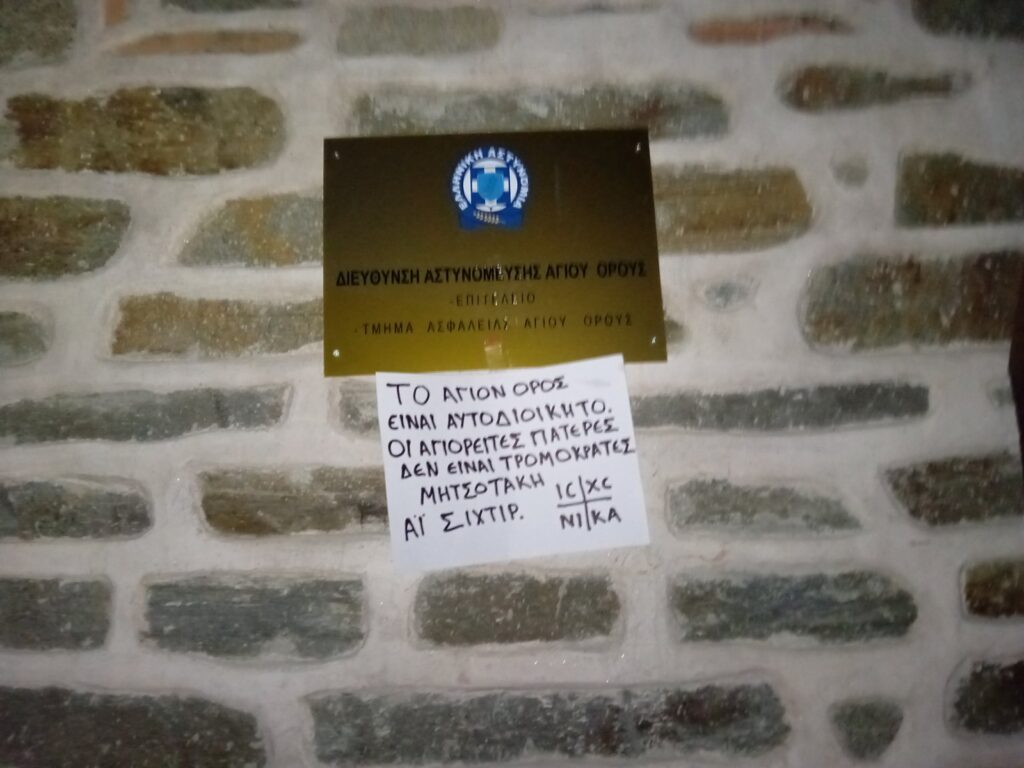 ΕΛΛΗΝΙΚΗ ΑΣΤΥΝΟΜΙΑ
ΔΙΕΥΘΥΝΣΗ ΑΣΤΥΝΟΜΕΥΣΗΣ ΑΓΙΟΥ ΟΡΟΥΣ
-ΕΠΙΤΕΛΕΙΟ
-ΤΜΗΜΑ ΑΣΦΑΛΕΙΑΣ ΑΓΙΟΥ ΟΡΟΥΣ
ΤΟ ΑΓΙΟΝ ΟΡΟΣ
ΕΙΝΑΙ ΑΥΤΟΔΙΟΙΚΗΤΟ.
ΟΙ ΑΓΙΟΡΕΙΤΕΣ ΠΑΤΕΡΕΣ
ΔΕΝ ΕΙΝΑΙ ΤΡΟΜΟΚΡΑΤΕΣ
ΜΗΤΣΟΤΑΚΗ
ΑΪ ΣΙΧΤΙΡ.
IC|XC
NI|KA